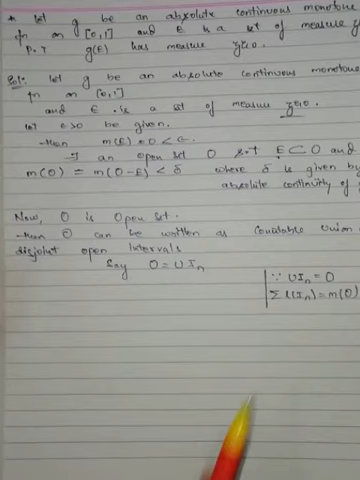 * Let g be an absolute continuous monotone
fn on [0,1] and E is a set of measure
P.T g(E) has measure zero.
Sol: Let g be an absolute continuous monotone
fn on [0,1]
and E is a set of measure zero.
let ε>0 be given.
Then m(E) = 0 < ε.
∃ an open set O s.t E⊂O and
m(O) = m(O-E) < δ where δ is given by
absolute continuity of
Now, O is Open set.
Then O can be written as Countable Union
disjoint open Intervals
Say O = ∪In
∵ ∪In = O
Σ l(In) = m(O)